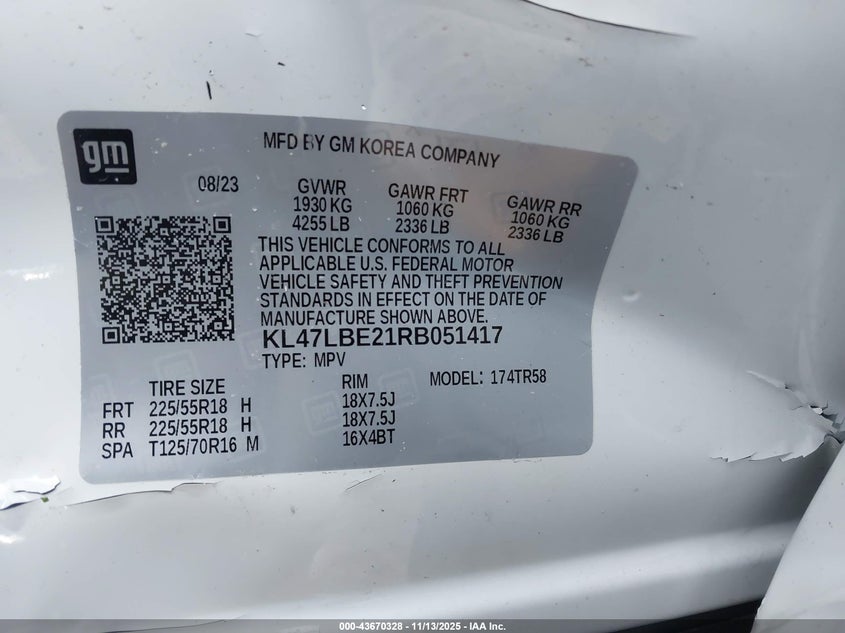 gm
MFD BY GM KOREA COMPANY
08/23
GVWR
1930 KG
4255 LB
GAWR FRT
1060 KG
2336 LB
GAWR RR
1060 KG
2336 LB
THIS VEHICLE CONFORMS TO ALL
APPLICABLE U.S. FEDERAL MOTOR
VEHICLE SAFETY AND THEFT PREVENTION
STANDARDS IN EFFECT ON THE DATE OF
MANUFACTURE SHOWN ABOVE.
KL47LBE21RB051417
TYPE: MPV
MODEL: 174TR58
TIRE SIZE RIM
FRT 225/55R18 H 18X7.5J
RR 225/55R18 H 18X7.5J
SPA T125/70R16 M 16X4BT
000-43670328 - 11/13/2025 - IAA Inc.